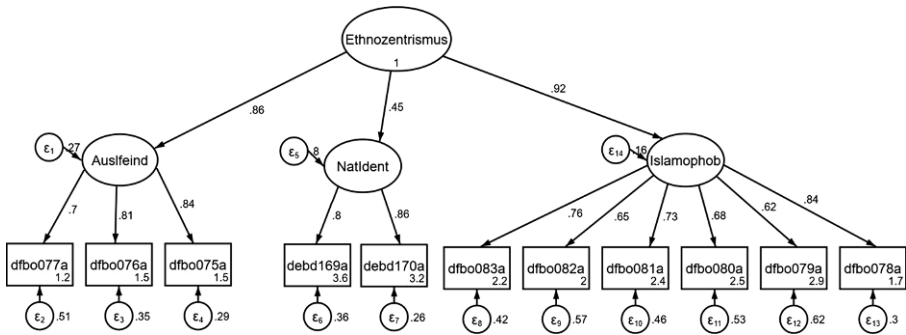 Ethnozentrismus
1
.86
.45
.92
ε1 .27
Auslfeind
ε5 .8
NatIdent
ε14 .16
Islamophob
.7
.81
.84
.8
.86
.76
.65
.73
.68
.62
.84
dfbo077a
1.2
dfbo076a
1.5
dfbo075a
1.5
debd169a
3.6
debd170a
3.2
dfbo083a
2.2
dfbo082a
2
dfbo081a
2.4
dfbo080a
2.5
dfbo079a
2.9
dfbo078a
1.7
ε2 .51
ε3 .35
ε4 .29
ε6 .36
ε7 .26
ε8 .42
ε9 .57
ε10 .46
ε11 .53
ε12 .62
ε13 .3